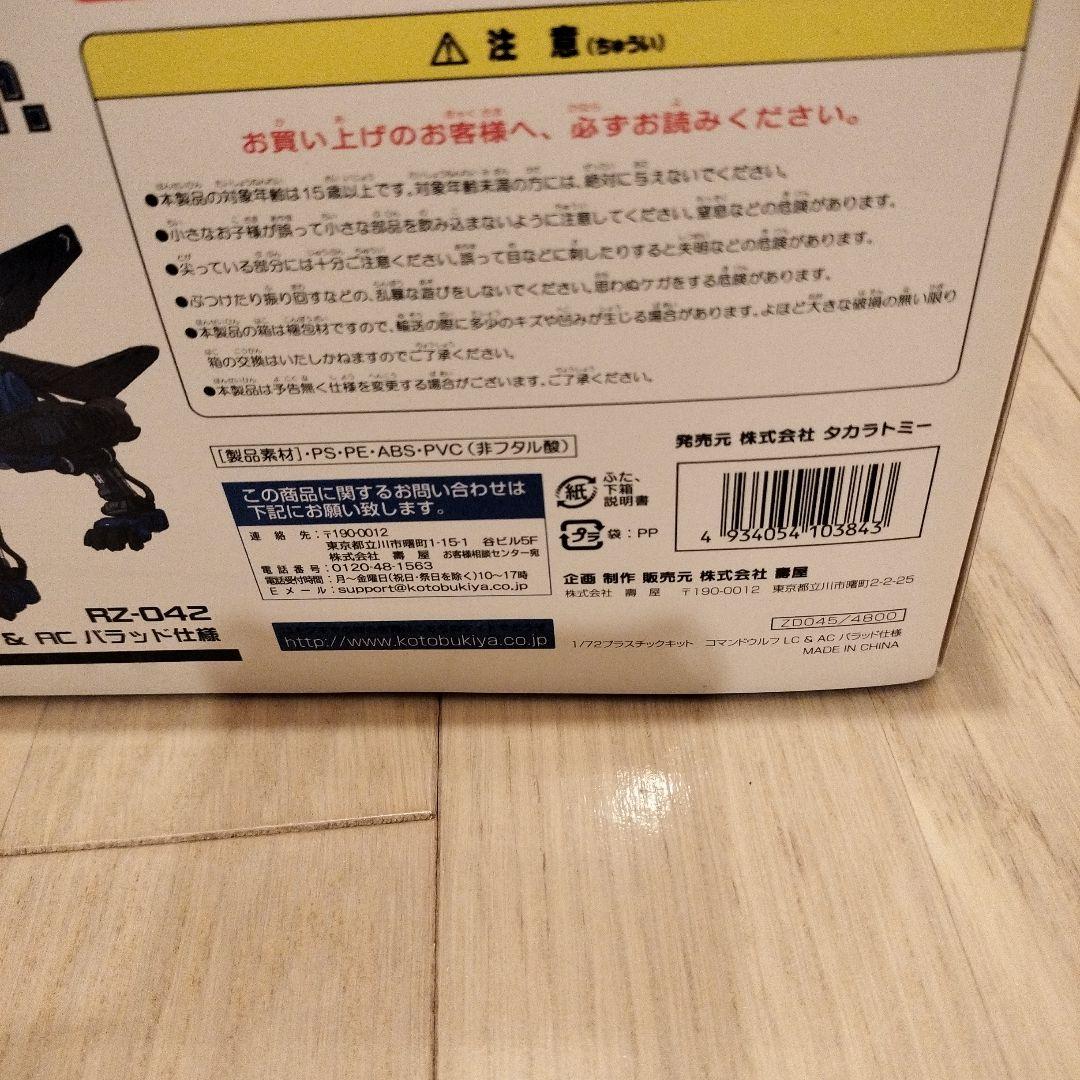 ⚠ 注 意 (ちゅうい)
お買い上げのお客様へ、必ずお読みください。
●本製品の対象年齢は15歳以上です。対象年齢未満の方には、絶対に与えないでください。
●小さなお子様が誤って小さな部品を飲み込まないように注意してください。窒息などの危険があります。
●尖っている部分には十分ご注意ください。誤って目などに刺したりすると失明などの危険があります。
●ぶつけたり振り回すなどの、乱暴な遊びをしないでください。思わぬケガをする危険があります。
●本製品の箱は梱包材ですので、輸送の際に多少のキズや凹みが生じる場合があります。よほど大きな破損の無い限り
箱の交換はいたしかねますのでご了承ください。
●本製品は予告無く仕様を変更する場合がございます。ご了承ください。
[製品素材]・PS・PE・ABS・PVC(非フタル酸)
この商品に関するお問い合わせは
下記にお願い致します。
連絡先:〒190-0012
東京都立川市曙町1-15-1 谷ビル5F
株式会社 壽屋 お客様相談センター宛
電話番号:0120-48-1563
電話受付時間:月~金曜日(祝日・祭日を除く)10~17時
Eメール:support@kotobukiya.co.jp
http://www.kotobukiya.co.jp
紙 ふた、
下箱
説明書
プラ 袋:PP
発売元 株式会社 タカラトミー
4 934054 103843
企画 制作 販売元 株式会社 壽屋
株式会社 壽屋 〒190-0012 東京都立川市曙町2-2-25
ZD045/4800
1/72プラスチックキット コマンドウルフLC & AC バラッド仕様
MADE IN CHINA
RZ-042
& AC バラッド仕様